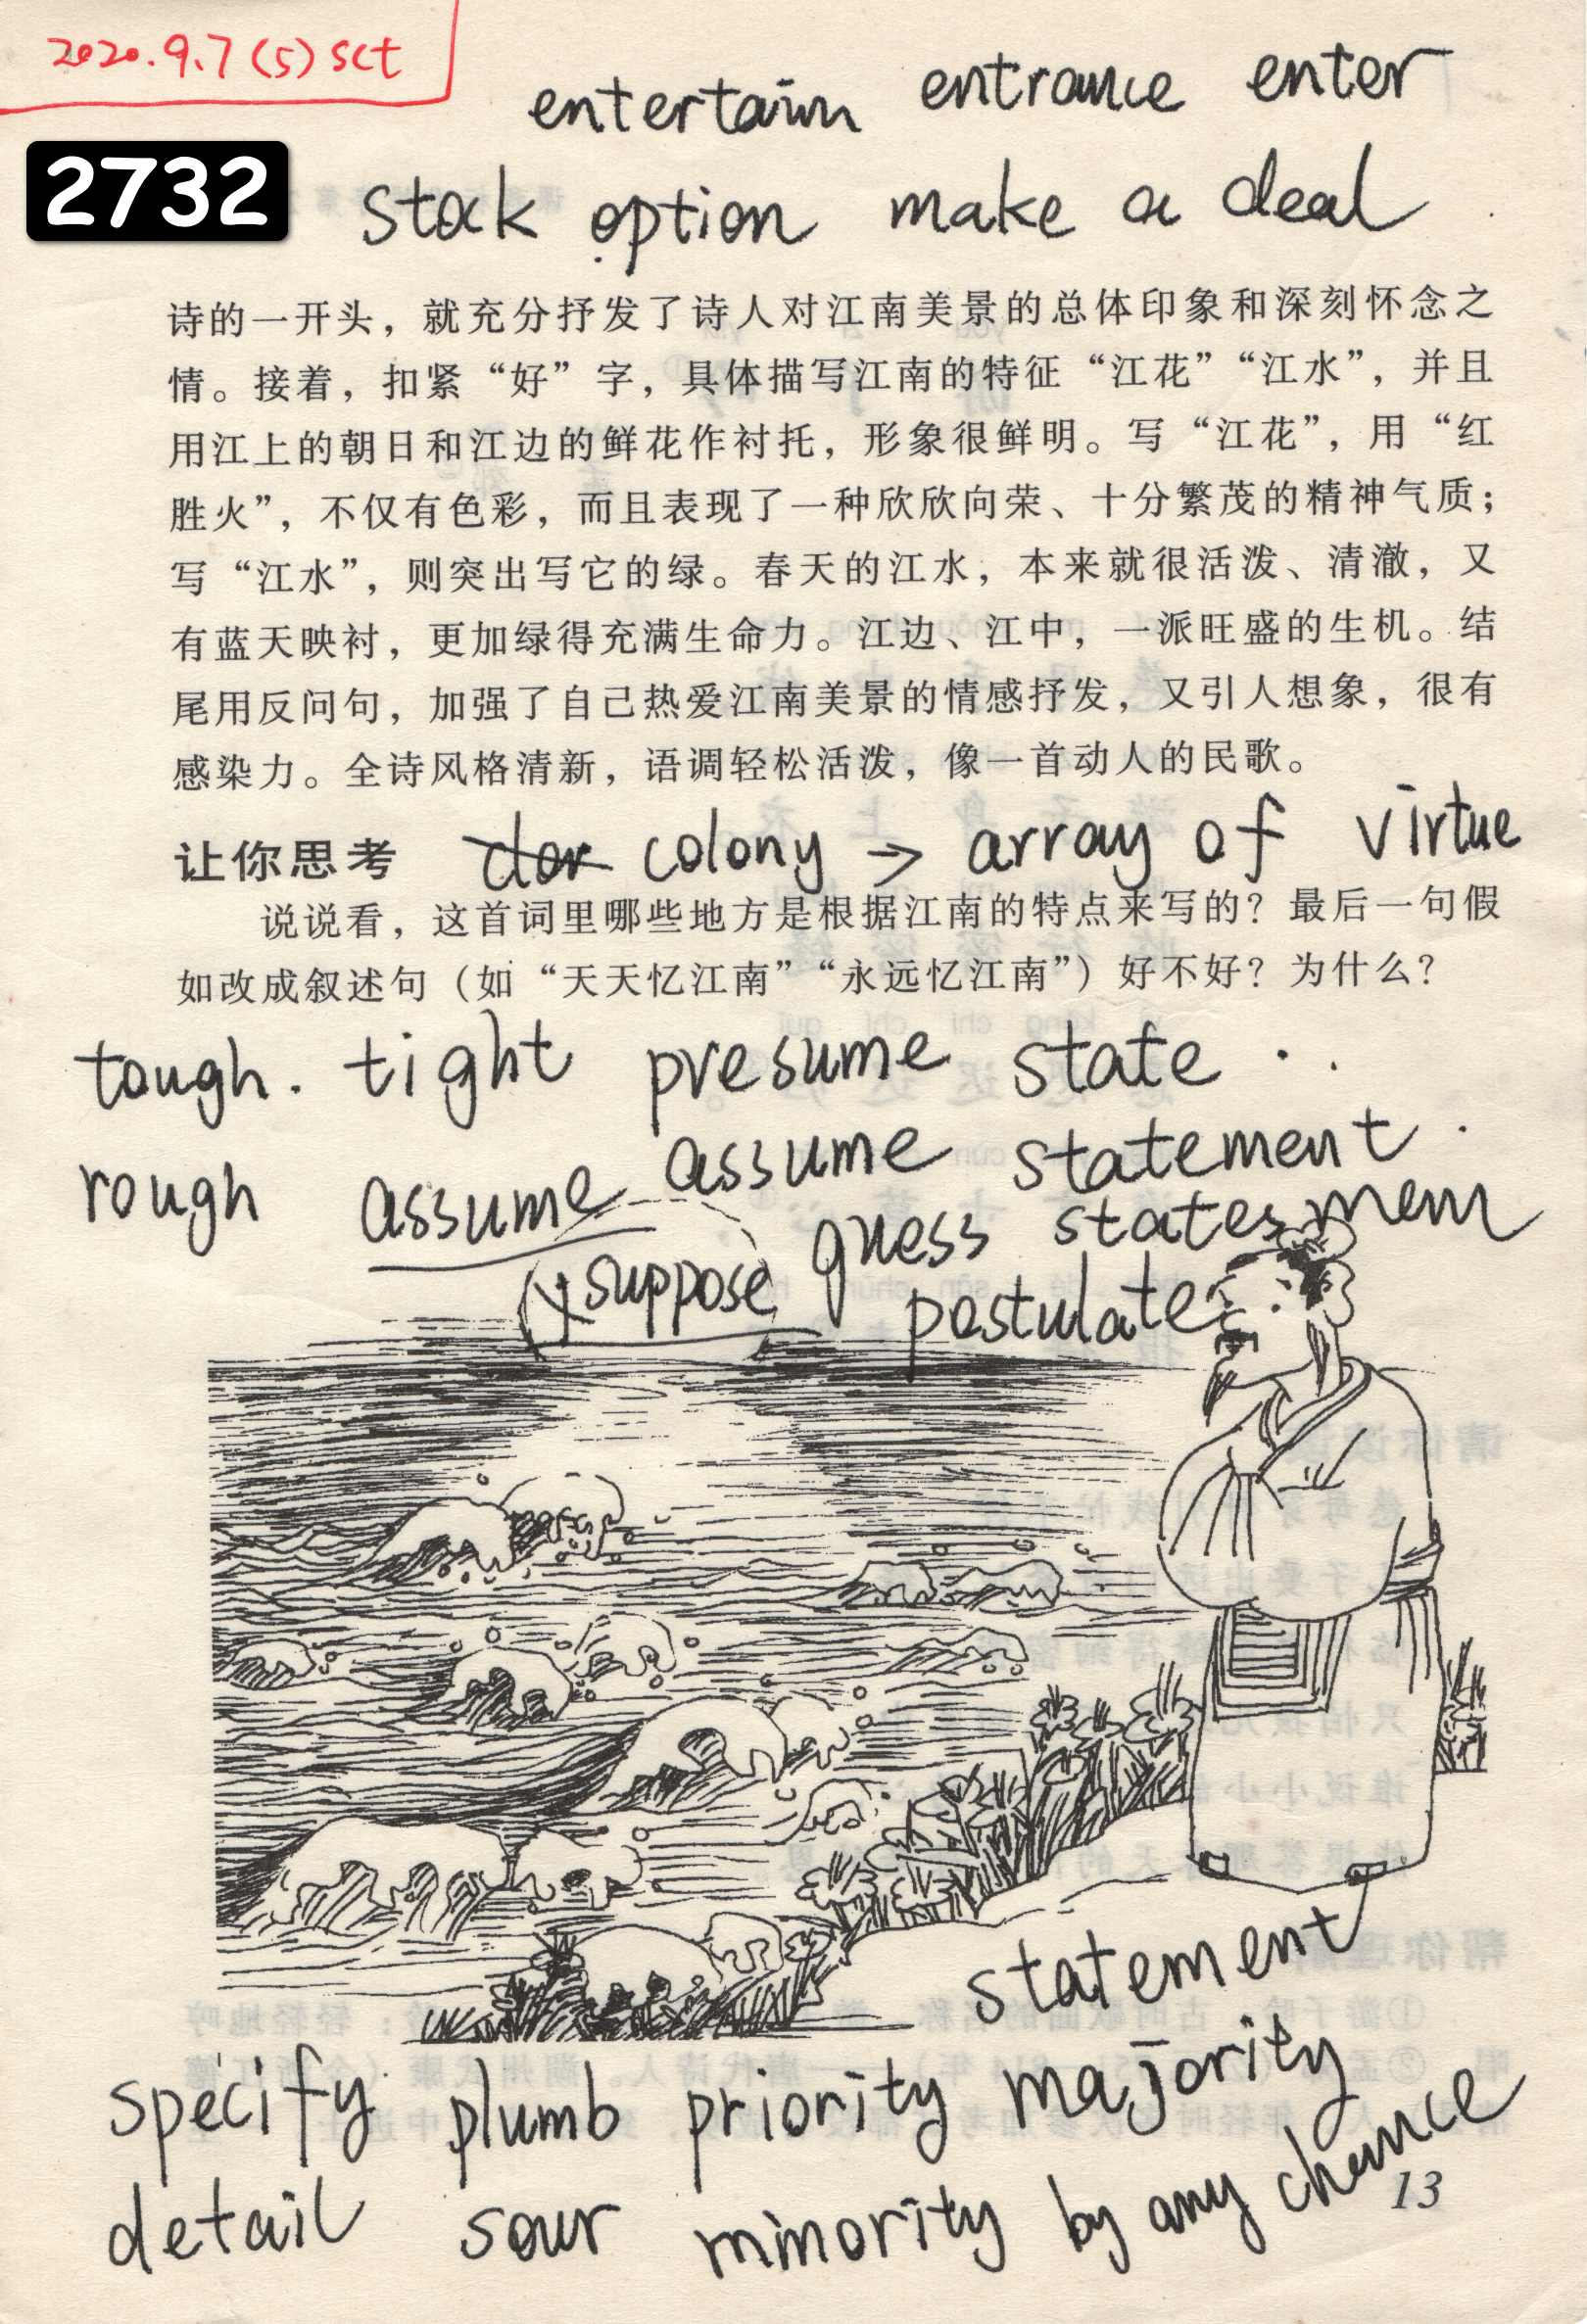 2020.9.7(5)sct
entertain entrance enter
2732
stock option make a deal
诗的一开头，就充分抒发了诗人对江南美景的总体印象和深刻怀念之
情。接着，扣紧“好”字，具体描写江南的特征“江花”“江水”，并且
用江上的朝日和江边的鲜花作衬托，形象很鲜明。写“江花”，用“红
胜火”，不仅有色彩，而且表现了一种欣欣向荣、十分繁茂的精神气质；
写“江水”，则突出写它的绿。春天的江水，本来就很活泼、清澈，又
有蓝天映衬，更加绿得充满生命力。江边、江中，一派旺盛的生机。结
尾用反问句，加强了自己热爱江南美景的情感抒发，又引人想象，很有
感染力。全诗风格清新，语调轻松活泼，像一首动人的民歌。
让你思考 colony → array of virtue
说说看，这首词里哪些地方是根据江南的特点来写的？最后一句假
如改成叙述句（如“天天忆江南”“永远忆江南”）好不好？为什么？
tough. tight presume state
rough assume assume statement
suppose guess statesmen
postulate
statement
specify plumb priority majority
detail sour minority by any chance
13